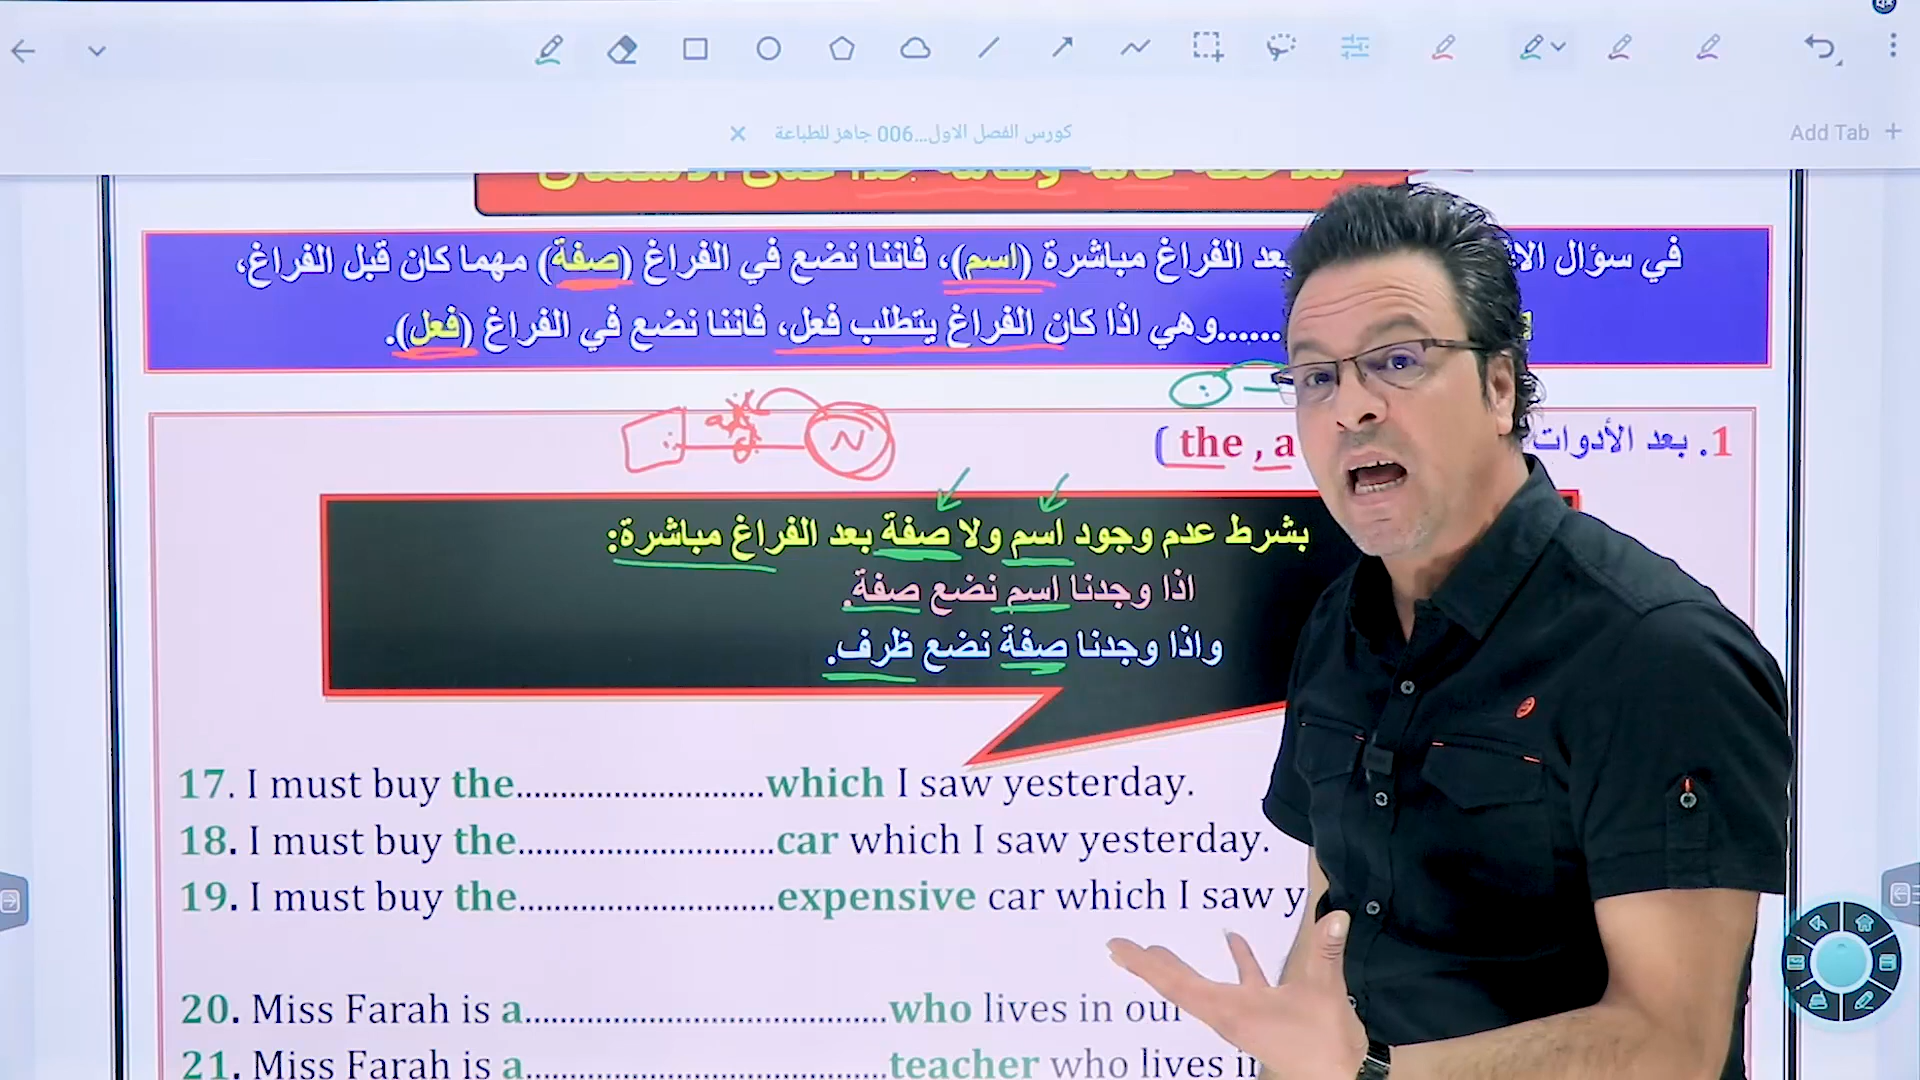 كورس الفصل الاول...006 جاهز للطباعة
Add Tab
في سؤال بعد الفراغ مباشرة (اسم)، فاننا نضع في الفراغ (صفة) مهما كان قبل الفراغ،
......وهي اذا كان الفراغ يتطلب فعل، فاننا نضع في الفراغ (فعل).
1. بعد الأدوات ( the , a
adj N
بشرط عدم وجود اسم ولا صفة بعد الفراغ مباشرة:
اذا وجدنا اسم نضع صفة.
واذا وجدنا صفة نضع ظرف.
17. I must buy the............................which I saw yesterday.
18. I must buy the.............................car which I saw yesterday.
19. I must buy the.............................expensive car which I saw y
20. Miss Farah is a.........................................who lives in our
21. Miss Farah is a.........................................teacher who lives in